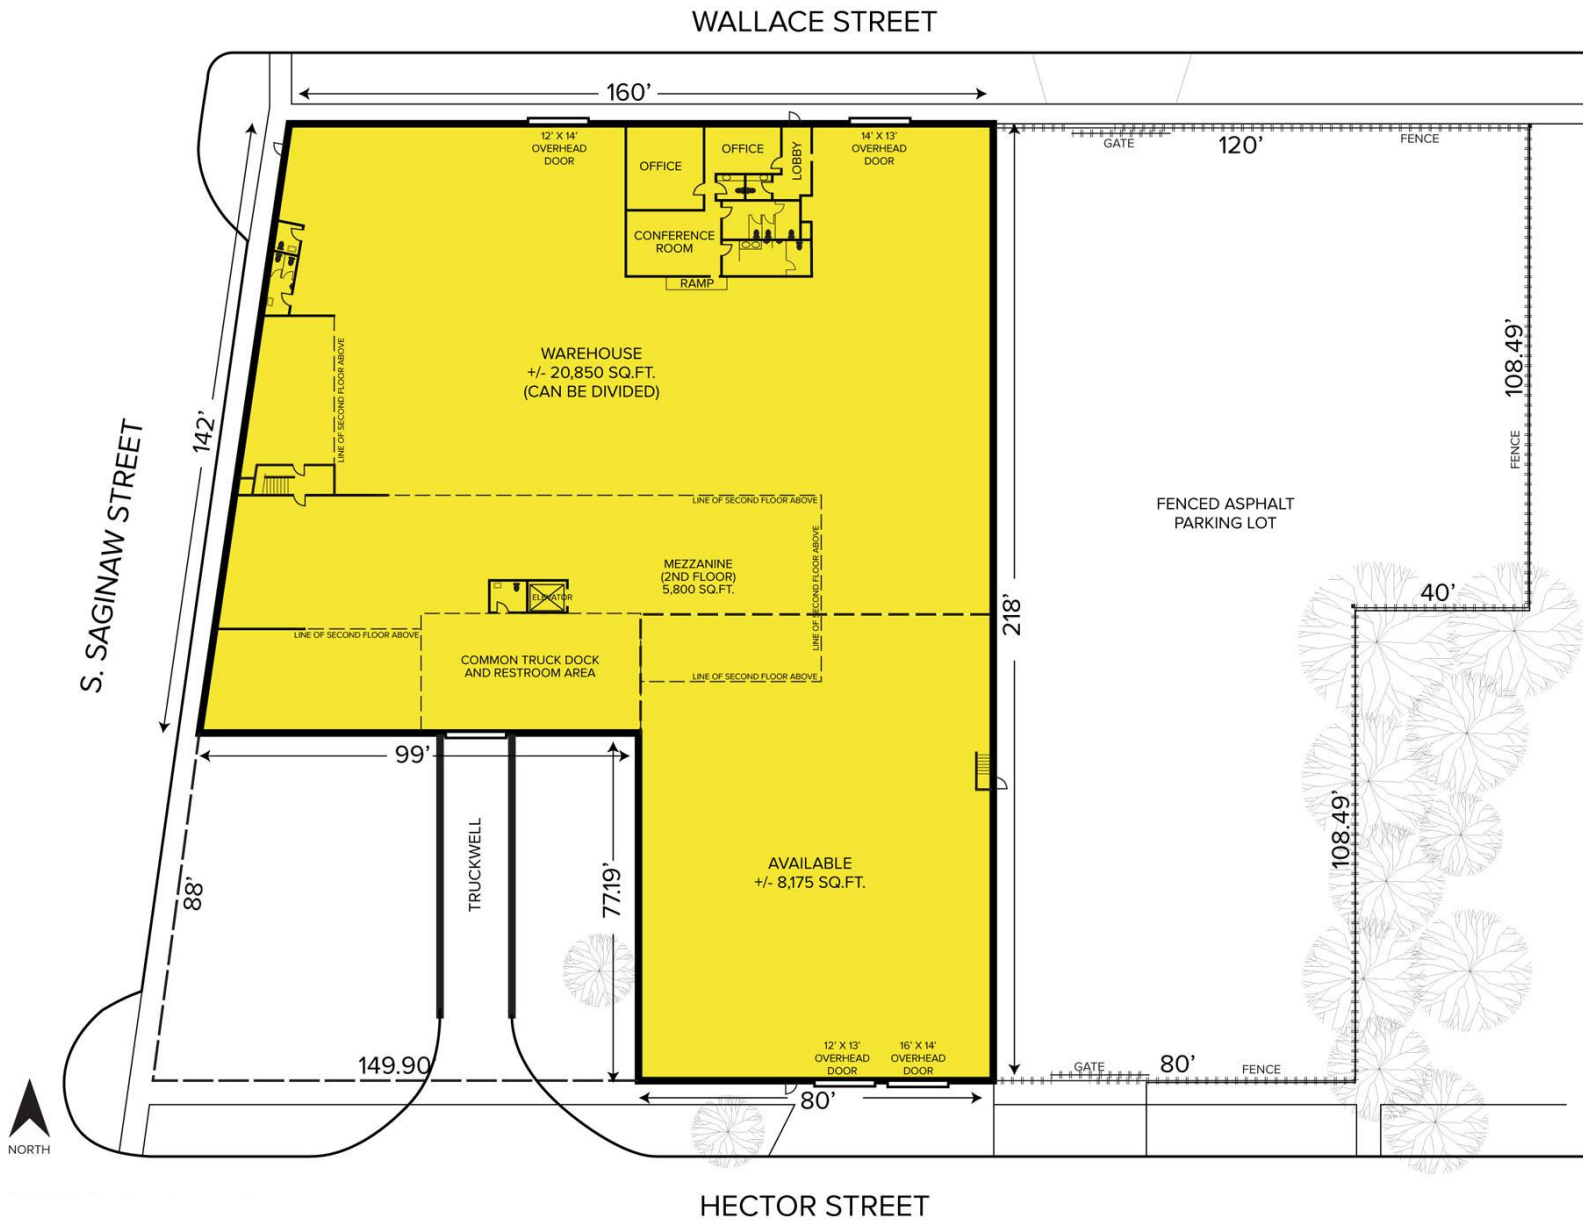 WALLACE STREET
160'
12' X 14'
OVERHEAD
DOOR
OFFICE
OFFICE
LOBBY
14' X 13'
OVERHEAD
DOOR
GATE
120'
FENCE
CONFERENCE
ROOM
RAMP
WAREHOUSE
+/- 20,850 SQ.FT.
(CAN BE DIVIDED)
LINE OF SECOND FLOOR ABOVE
142'
S. SAGINAW STREET
108.49'
FENCE
FENCED ASPHALT
PARKING LOT
LINE OF SECOND FLOOR ABOVE
LINE OF SECOND FLOOR ABOVE
MEZZANINE
(2ND FLOOR)
5,800 SQ.FT.
ELEVATOR
218'
40'
LINE OF SECOND FLOOR ABOVE
COMMON TRUCK DOCK
AND RESTROOM AREA
LINE OF SECOND FLOOR ABOVE
99'
TRUCKWELL
77.19'
88'
AVAILABLE
+/- 8,175 SQ.FT.
108.49'
149.90'
12' X 13'
OVERHEAD
DOOR
16' X 14'
OVERHEAD
DOOR
GATE
80'
FENCE
80'
NORTH
HECTOR STREET